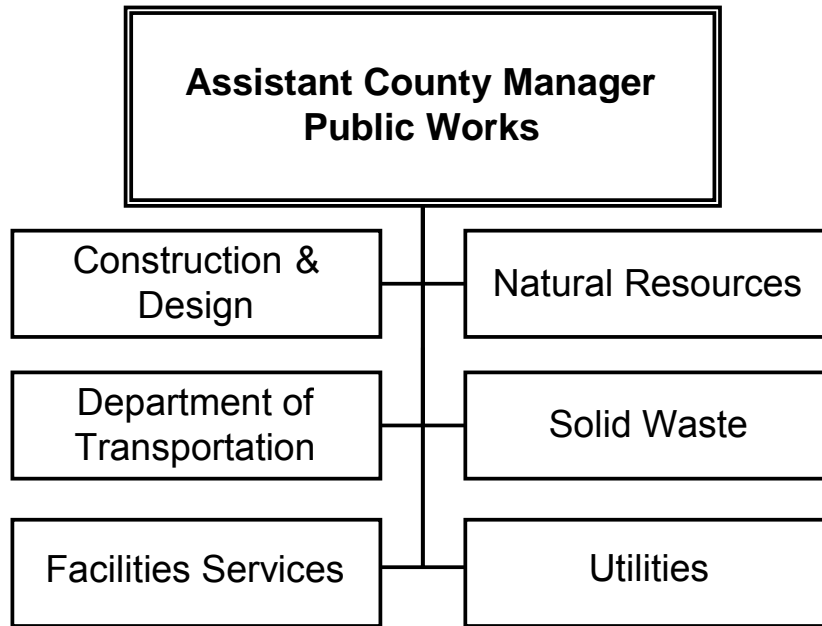 Assistant County Manager
Public Works
Construction &
Design
Natural Resources
Department of
Transportation
Solid Waste
Facilities Services
Utilities